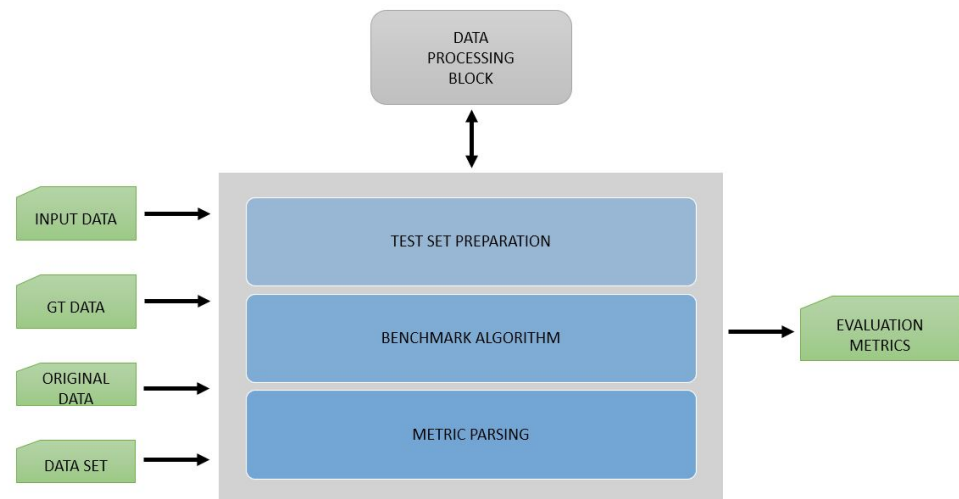 DATA
PROCESSING
BLOCK
INPUT DATA
TEST SET PREPARATION
GT DATA
BENCHMARK ALGORITHM
EVALUATION
METRICS
ORIGINAL
DATA
METRIC PARSING
DATA SET